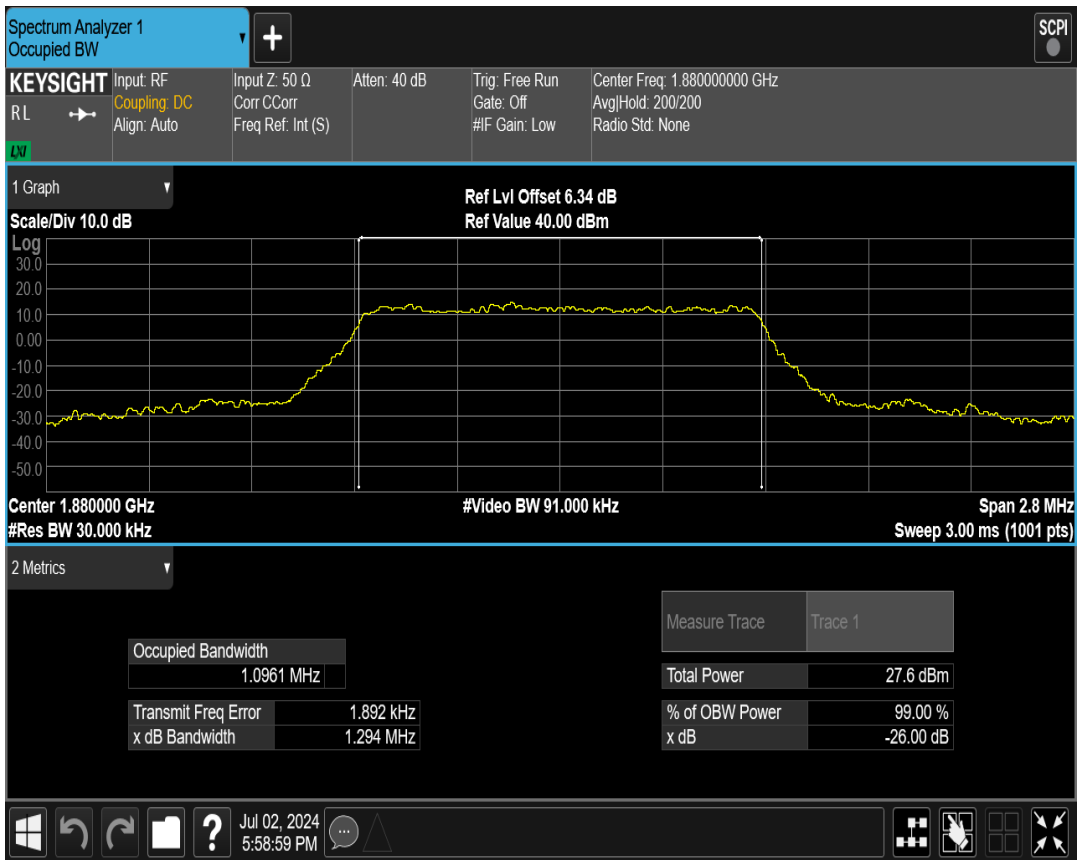 Spectrum Analyzer 1
Occupied BW
+
SCPI
KEYSIGHT
R L
LXI
Input: RF
Coupling: DC
Align: Auto
Input Z: 50 Ω
Corr CCorr
Freq Ref: Int (S)
Atten: 40 dB
Trig: Free Run
Gate: Off
#IF Gain: Low
Center Freq: 1.880000000 GHz
Avg|Hold: 200/200
Radio Std: None
1 Graph
Ref Lvl Offset 6.34 dB
Scale/Div 10.0 dB
Ref Value 40.00 dBm
Log
30.0
20.0
10.0
0.00
-10.0
-20.0
-30.0
-40.0
-50.0
Center 1.880000 GHz
#Video BW 91.000 kHz
Span 2.8 MHz
#Res BW 30.000 kHz
Sweep 3.00 ms (1001 pts)
2 Metrics
Measure Trace Trace 1
Occupied Bandwidth
1.0961 MHz
Total Power 27.6 dBm
Transmit Freq Error 1.892 kHz
% of OBW Power 99.00 %
x dB Bandwidth 1.294 MHz
x dB -26.00 dB
?
Jul 02, 2024
5:58:59 PM